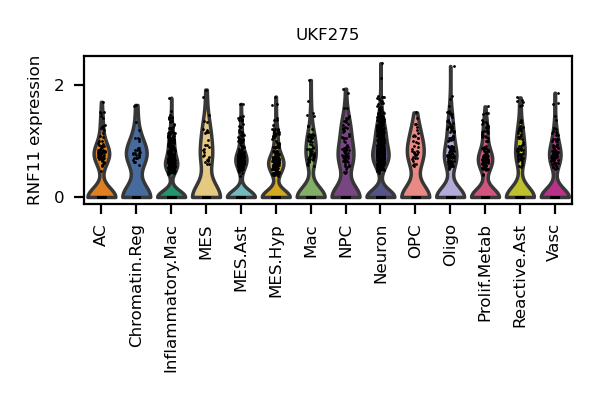 UKF275
RNF11 expression
2
0
AC
Chromatin.Reg
Inflammatory.Mac
MES
MES.Ast
MES.Hyp
Mac
NPC
Neuron
OPC
Oligo
Prolif.Metab
Reactive.Ast
Vasc